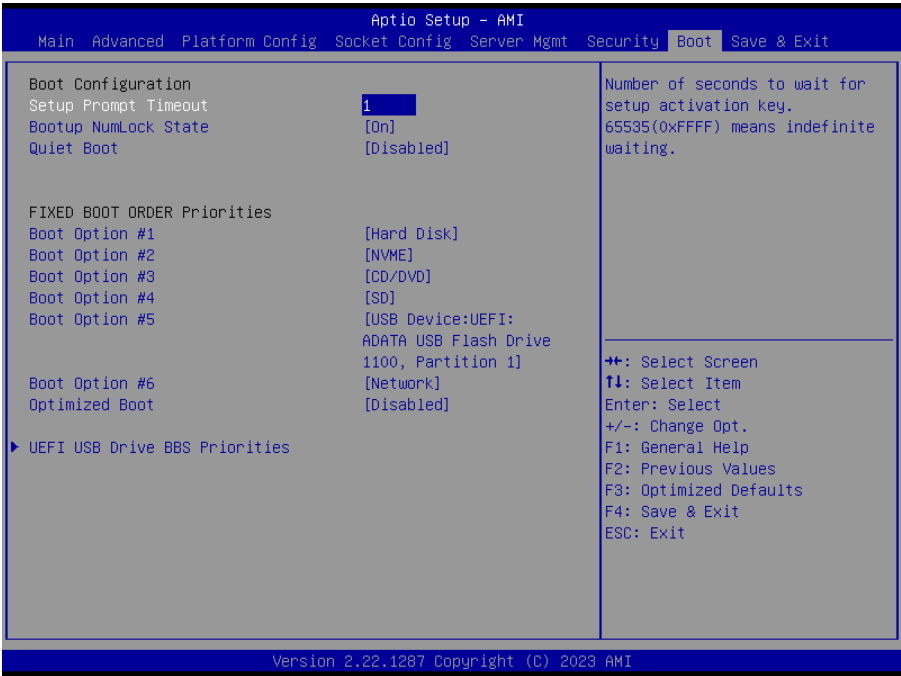 Aptio Setup – AMI
Main Advanced Platform Config Socket Config Server Mgmt Security Boot Save & Exit
Boot Configuration
Setup Prompt Timeout 1
Bootup NumLock State [On]
Quiet Boot [Disabled]
FIXED BOOT ORDER Priorities
Boot Option #1 [Hard Disk]
Boot Option #2 [NVME]
Boot Option #3 [CD/DVD]
Boot Option #4 [SD]
Boot Option #5 [USB Device:UEFI:
ADATA USB Flash Drive
1100, Partition 1]
Boot Option #6 [Network]
Optimized Boot [Disabled]
UEFI USB Drive BBS Priorities
Number of seconds to wait for
setup activation key.
65535(0xFFFF) means indefinite
waiting.
→←: Select Screen
↑↓: Select Item
Enter: Select
+/-: Change Opt.
F1: General Help
F2: Previous Values
F3: Optimized Defaults
F4: Save & Exit
ESC: Exit
Version 2.22.1287 Copyright (C) 2023 AMI